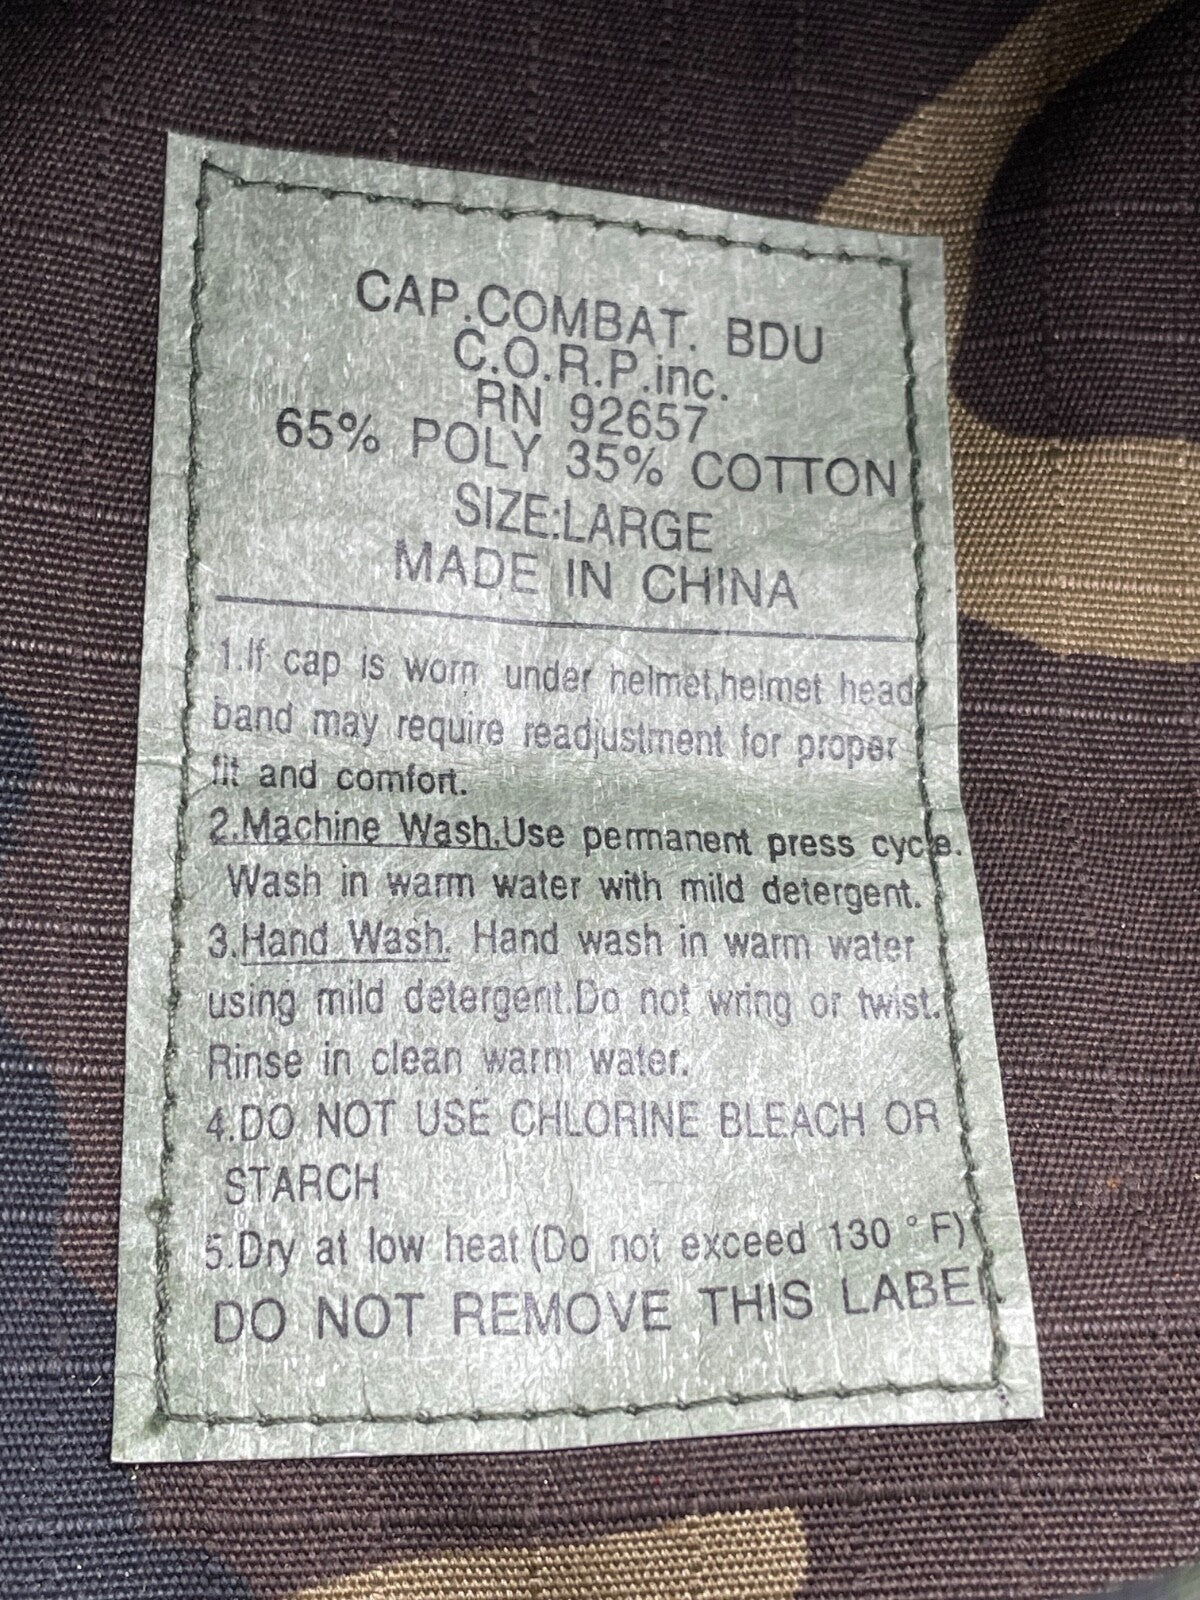 CAP.COMBAT. BDU
C.O.R.P.inc.
RN 92657
65% POLY 35% COTTON
SIZE:LARGE
MADE IN CHINA
1.If cap is worn under helmet,helmet head
band may require readjustment for proper
fit and comfort.
2.Machine Wash.Use permanent press cycle.
Wash in warm water with mild detergent.
3.Hand Wash. Hand wash in warm water
using mild detergent.Do not wring or twist.
Rinse in clean warm water.
4.DO NOT USE CHLORINE BLEACH OR
STARCH
5.Dry at low heat(Do not exceed 130 °F)
DO NOT REMOVE THIS LABEL